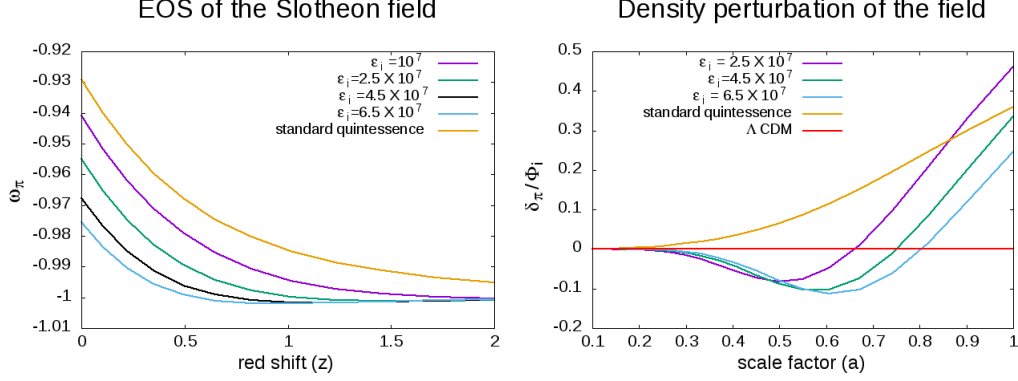 EOS of the Slotheon field
ω_π
-0.92
-0.93
-0.94
-0.95
-0.96
-0.97
-0.98
-0.99
-1
-1.01
ε_i =10^7
ε_i=2.5 X 10^7
ε_i =4.5 X 10^7
ε_i=6.5 X 10^7
standard quintessence
0
0.5
1
1.5
2
red shift (z)
Density perturbation of the field
δ_π/Φ_i
0.5
0.4
0.3
0.2
0.1
0
-0.1
-0.2
ε_i = 2.5 X 10^7
ε_i=4.5 X 10^7
ε_i = 6.5 X 10^7
standard quintessence
Λ CDM
0.1
0.2
0.3
0.4
0.5
0.6
0.7
0.8
0.9
1
scale factor (a)